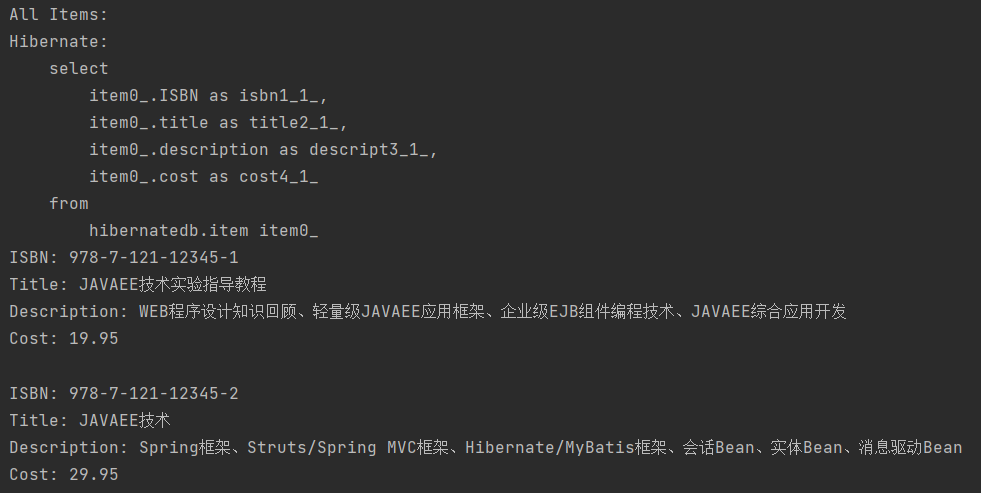 All Items:
Hibernate:
    select
        item0_.ISBN as isbn1_1_,
        item0_.title as title2_1_,
        item0_.description as descript3_1_,
        item0_.cost as cost4_1_
    from
        hibernatedb.item item0_
ISBN: 978-7-121-12345-1
Title: JAVAEE技术实验指导教程
Description: WEB程序设计知识回顾、轻量级JAVAEE应用框架、企业级EJB组件编程技术、JAVAEE综合应用开发
Cost: 19.95

ISBN: 978-7-121-12345-2
Title: JAVAEE技术
Description: Spring框架、Struts/Spring MVC框架、Hibernate/MyBatis框架、会话Bean、实体Bean、消息驱动Bean
Cost: 29.95